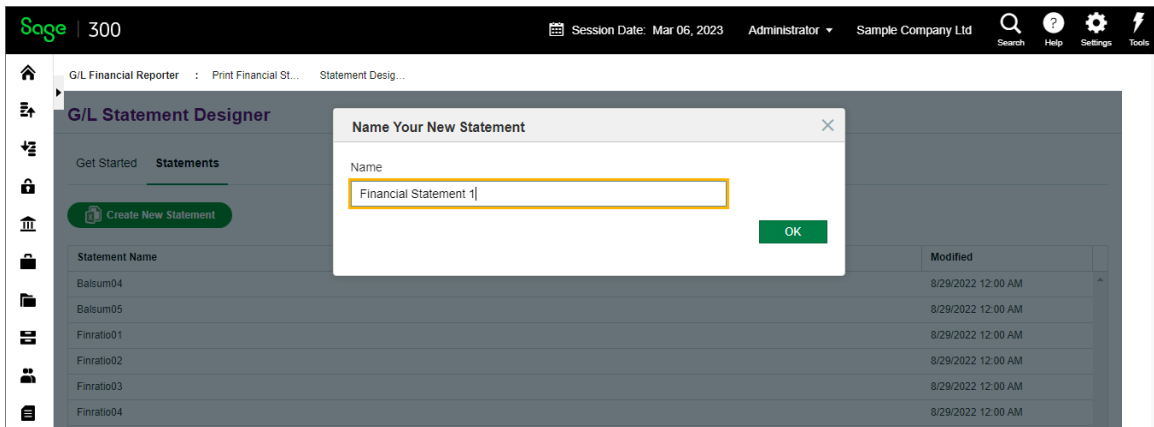 Sage 300
Session Date: Mar 06, 2023 Administrator Sample Company Ltd Search ? Help Settings Tools
G/L Financial Reporter : Print Financial St... Statement Desig...
G/L Statement Designer
Name Your New Statement
Get Started Statements
Name
Financial Statement 1
Create New Statement
OK
Statement Name Modified
Balsum04 8/29/2022 12:00 AM
Balsum05 8/29/2022 12:00 AM
Finratio01 8/29/2022 12:00 AM
Finratio02 8/29/2022 12:00 AM
Finratio03 8/29/2022 12:00 AM
Finratio04 8/29/2022 12:00 AM